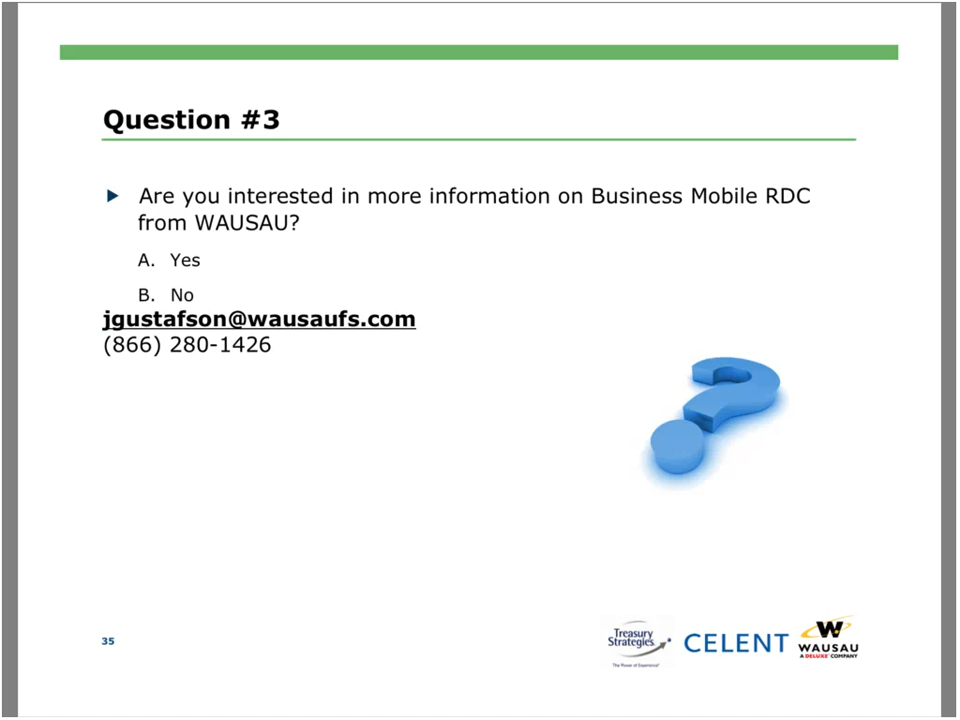 Question #3
Are you interested in more information on Business Mobile RDC
from WAUSAU?
A. Yes
B. No
jgustafson@wausaufs.com
(866) 280-1426
35
Treasury
Strategies
The Power of Experience
CELENT
W
WAUSAU
A DELUXE COMPANY